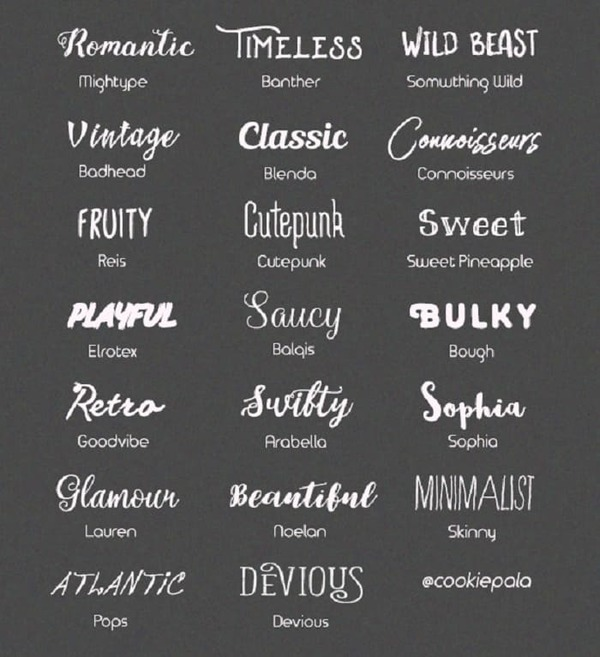 Romantic TIMELESS WILD BEAST
Mightype Banther Somwthing Wild
Vintage Classic Connoisseurs
Badhead Blenda Connoisseurs
FRUITY Cutepunk Sweet
Reis Cutepunk Sweet Pineapple
PLAYFUL Saucy BULKY
Elrotex Balqis Bough
Retro Swifty Sophia
Goodvibe Arabella Sophia
Glamour Beautiful MINIMALIST
Lauren Noelan Skinny
ATLANTiC DEVIOUS @cookiepala
Pops Devious